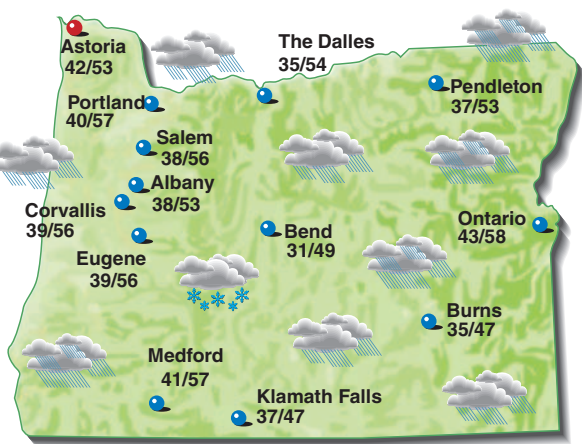 Astoria
42/53
The Dalles
35/54
Pendleton
37/53
Portland
40/57
Salem
38/56
Albany
38/53
Corvallis
39/56
Eugene
39/56
Bend
31/49
Ontario
43/58
Burns
35/47
Medford
41/57
Klamath Falls
37/47